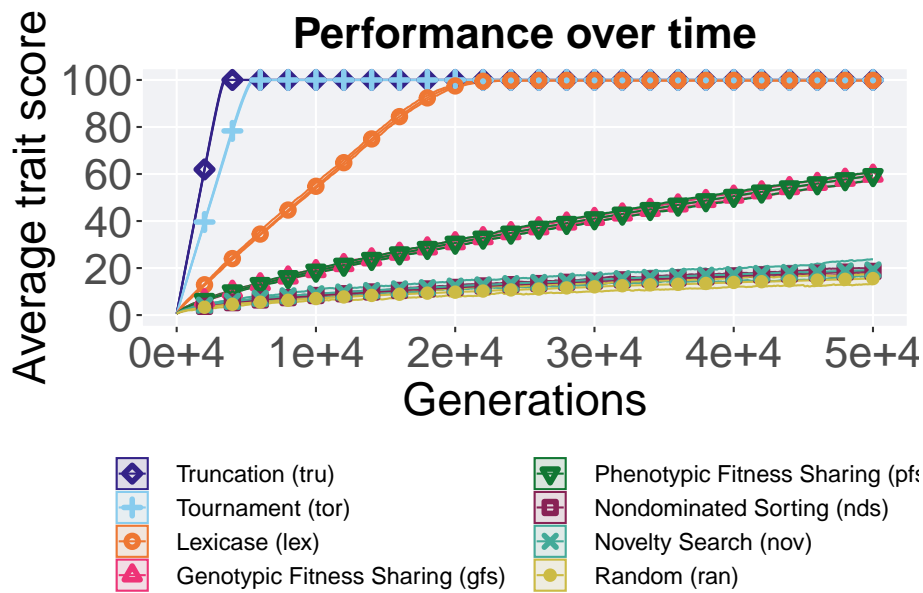 Performance over time
Average trait score
100
80
60
40
20
0
0e+4 1e+4 2e+4 3e+4 4e+4 5e+4
Generations
Truncation (tru)
Tournament (tor)
Lexicase (lex)
Genotypic Fitness Sharing (gfs)
Phenotypic Fitness Sharing (pfs
Nondominated Sorting (nds)
Novelty Search (nov)
Random (ran)